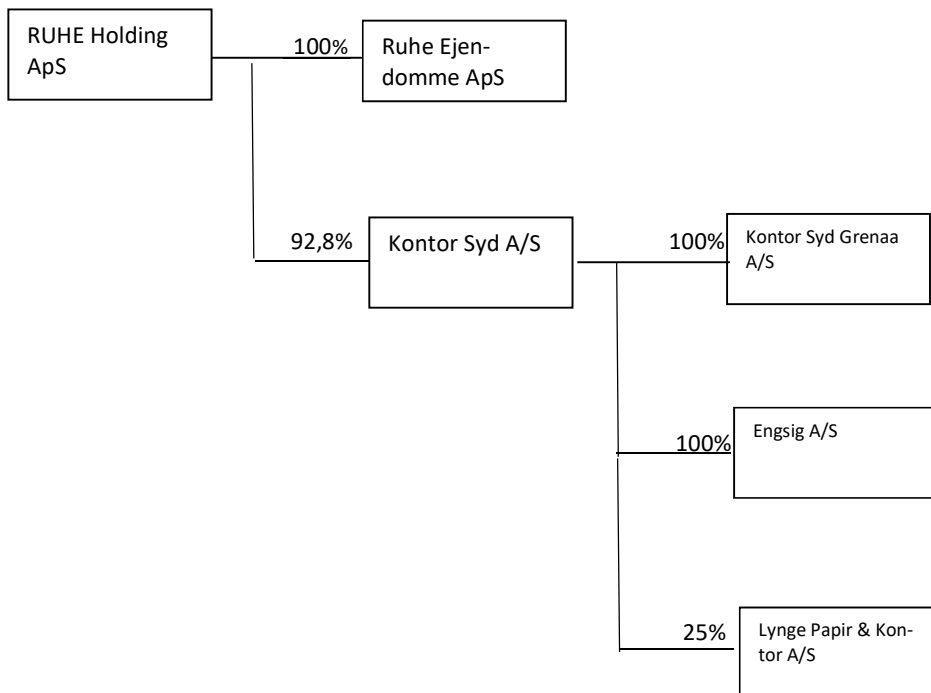 RUHE Holding
ApS
100%
Ruhe Ejen-
domme ApS
92,8%
Kontor Syd A/S
100%
Kontor Syd Grenaa
A/S
100%
Engsig A/S
25%
Lynge Papir & Kon-
tor A/S